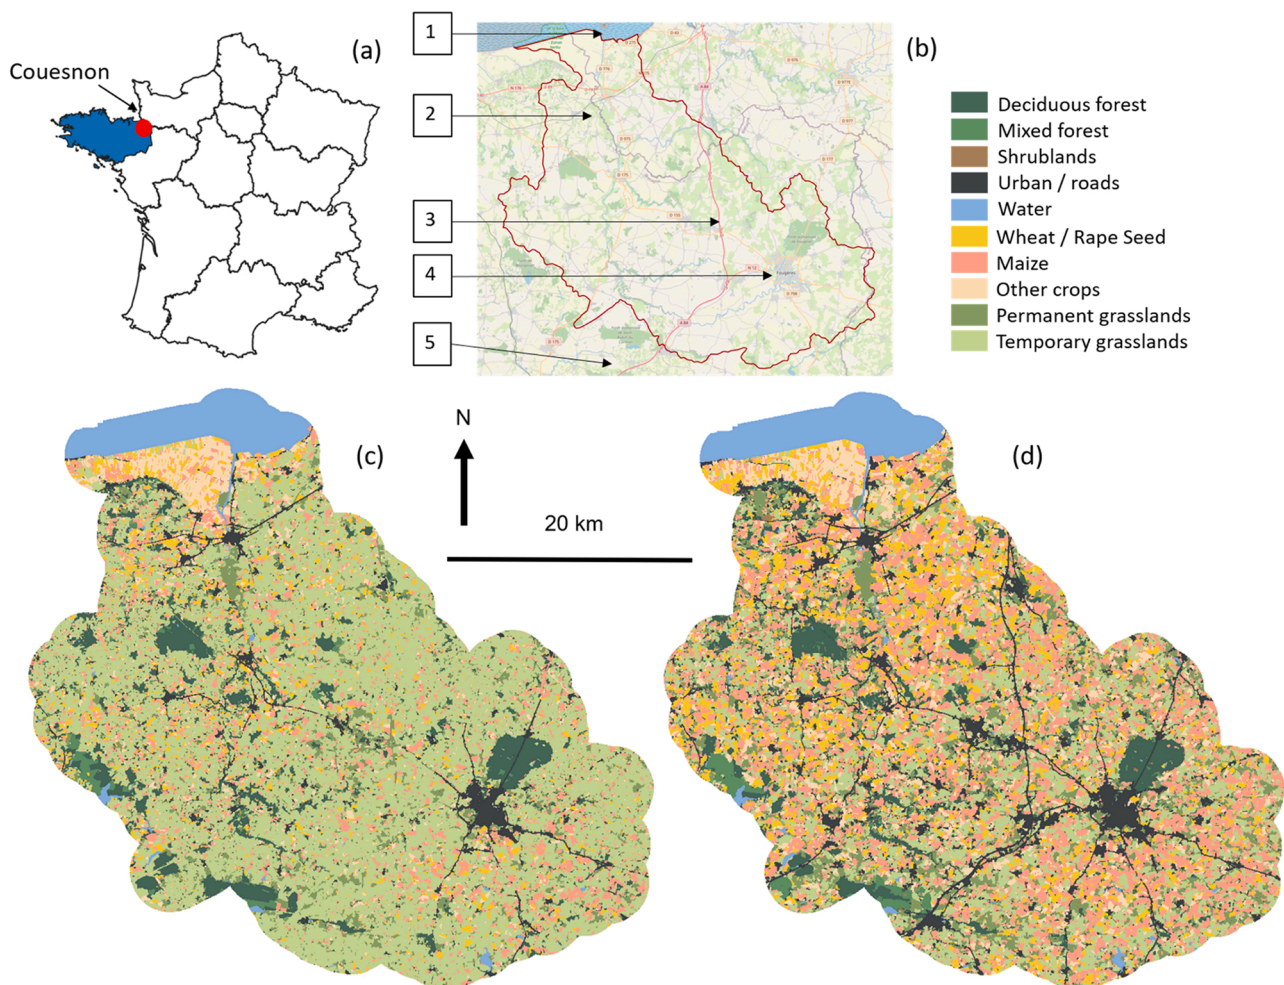 (a)
Couesnon
1
2
3
4
5
(b)
Fougères
Deciduous forest
Mixed forest
Shrublands
Urban / roads
Water
Wheat / Rape Seed
Maize
Other crops
Permanent grasslands
Temporary grasslands
(c)
N
20 km
(d)